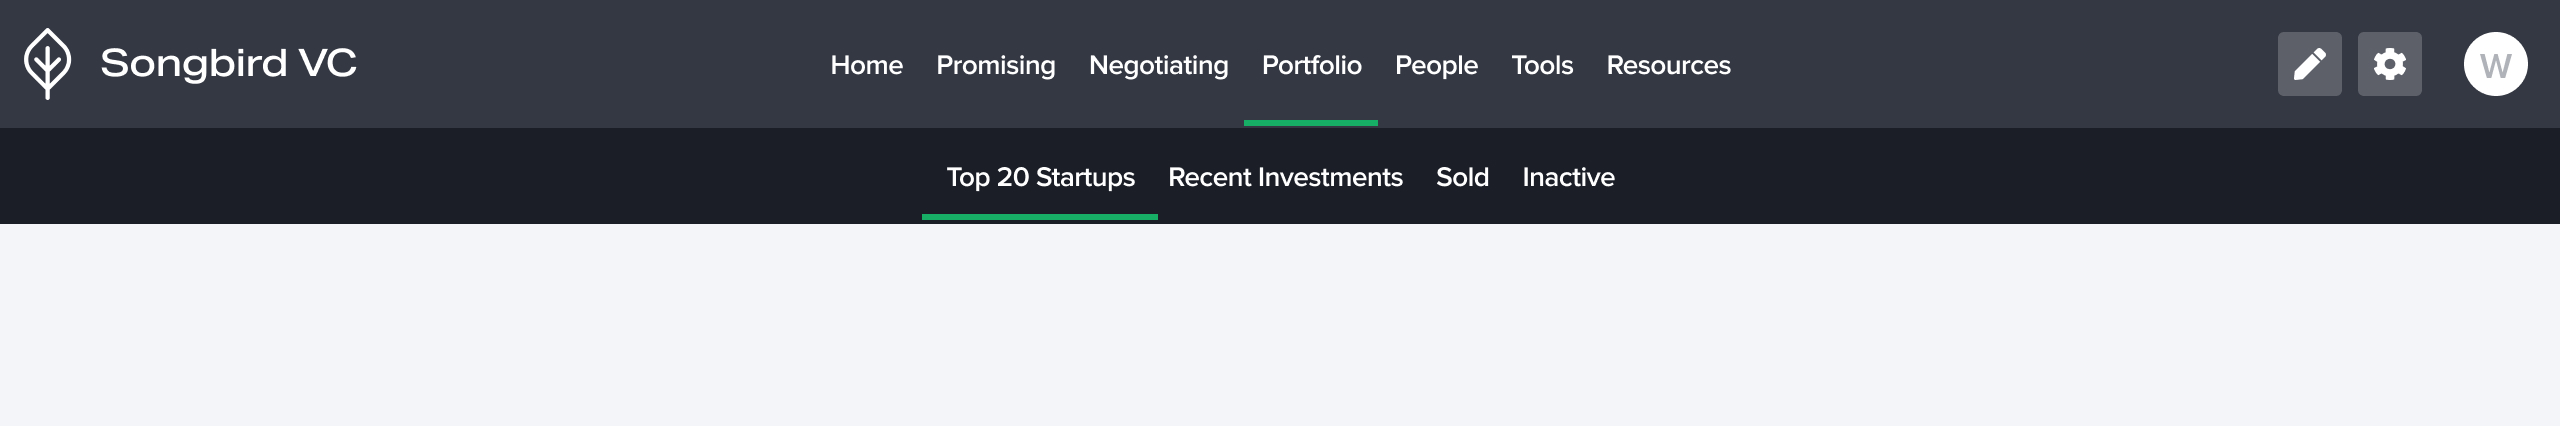 Songbird VC
Home Promising Negotiating Portfolio People Tools Resources
W
Top 20 Startups Recent Investments Sold Inactive